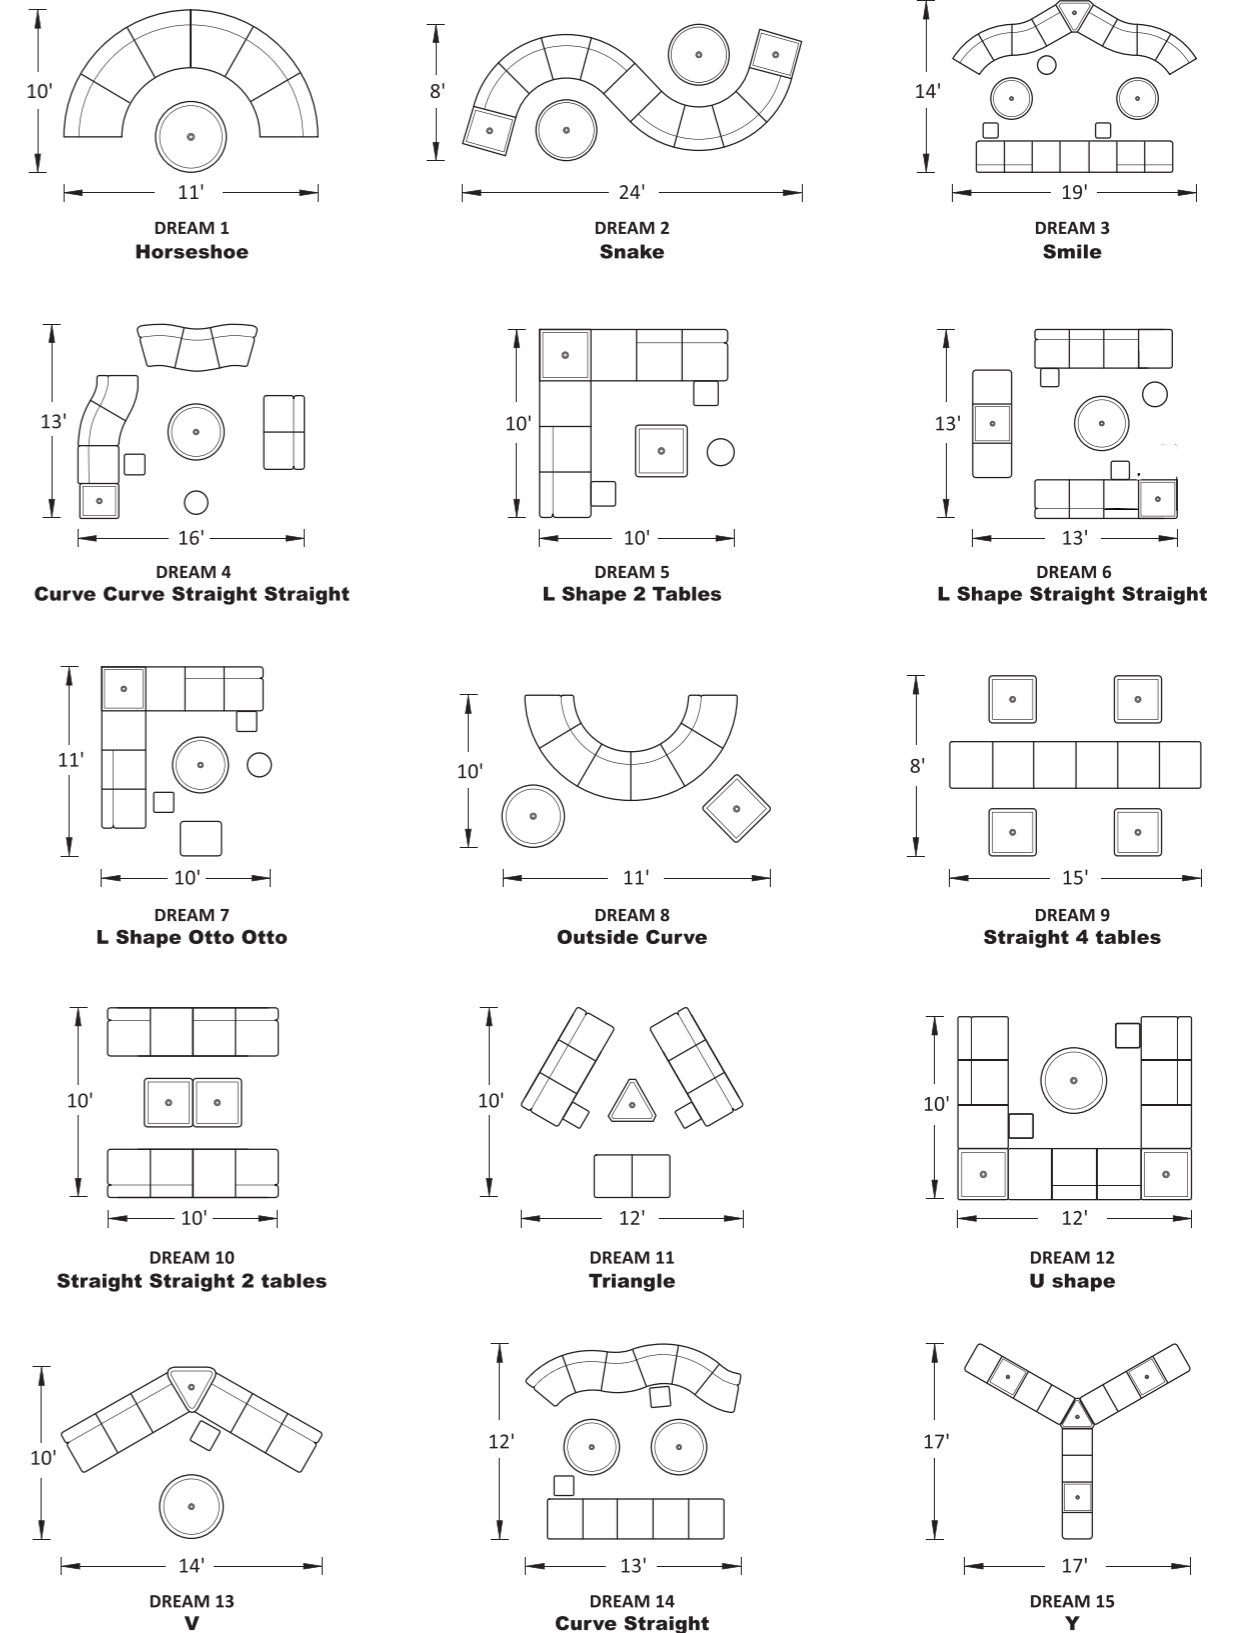 10'
11'
DREAM 1
Horseshoe
8'
24'
DREAM 2
Snake
14'
19'
DREAM 3
Smile
13'
16'
DREAM 4
Curve Curve Straight Straight
10'
10'
DREAM 5
L Shape 2 Tables
13'
13'
DREAM 6
L Shape Straight Straight
11'
10'
DREAM 7
L Shape Otto Otto
10'
11'
DREAM 8
Outside Curve
8'
15'
DREAM 9
Straight 4 tables
10'
10'
DREAM 10
Straight Straight 2 tables
10'
12'
DREAM 11
Triangle
10'
12'
DREAM 12
U shape
10'
14'
DREAM 13
V
12'
13'
DREAM 14
Curve Straight
17'
17'
DREAM 15
Y